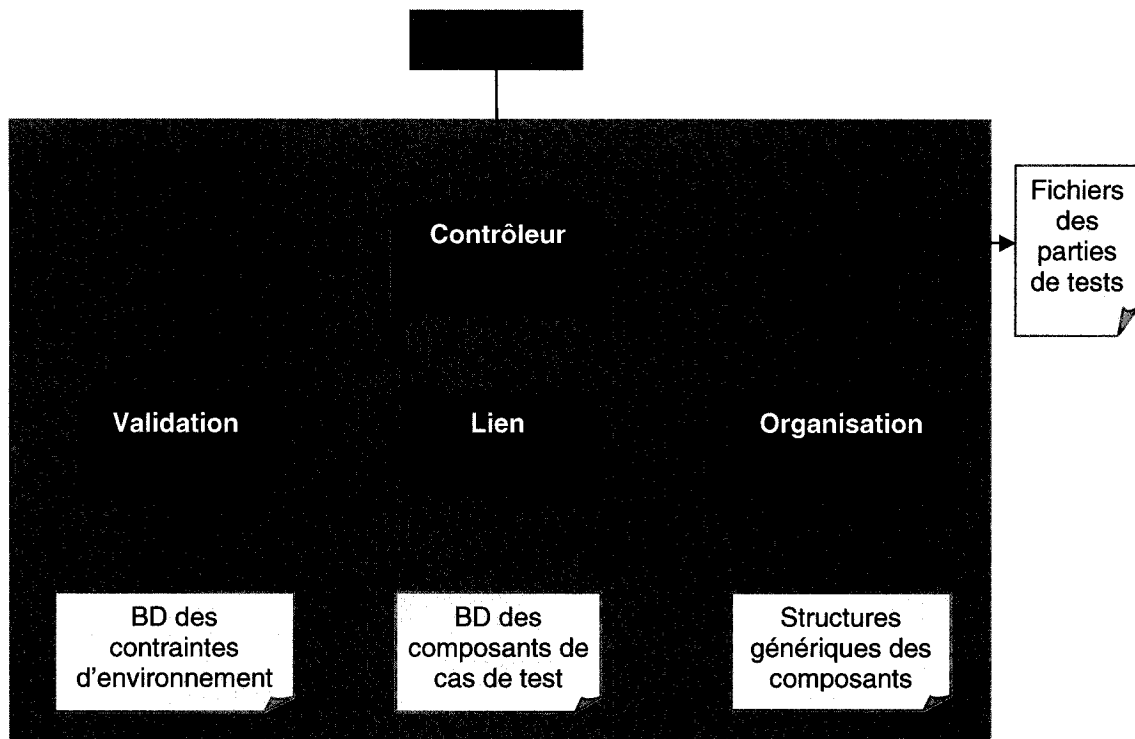 Contrôleur
Fichiers
des
parties
de tests
Validation
Lien
Organisation
BD des
contraintes
d'environnement
BD des
composants de
cas de test
Structures
génériques des
composants